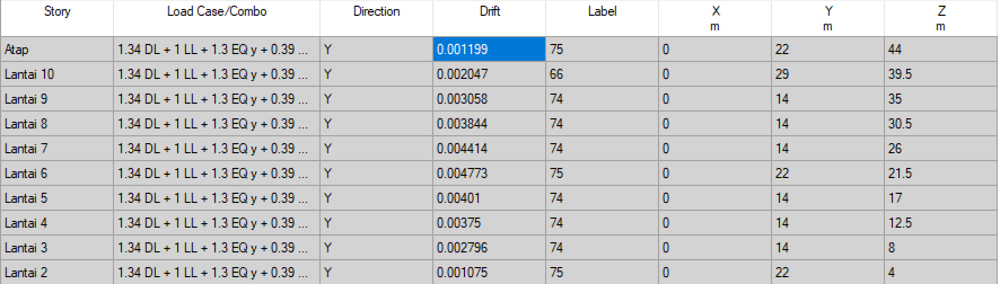 Story Load Case/Combo Direction Drift Label X Y Z
m m m
Atap 1.34 DL + 1 LL + 1.3 EQ y + 0.39 ... Y 0.001199 75 0 22 44
Lantai 10 1.34 DL + 1 LL + 1.3 EQ y + 0.39 ... Y 0.002047 66 0 29 39.5
Lantai 9 1.34 DL + 1 LL + 1.3 EQ y + 0.39 ... Y 0.003058 74 0 14 35
Lantai 8 1.34 DL + 1 LL + 1.3 EQ y + 0.39 ... Y 0.003844 74 0 14 30.5
Lantai 7 1.34 DL + 1 LL + 1.3 EQ y + 0.39 ... Y 0.004414 74 0 14 26
Lantai 6 1.34 DL + 1 LL + 1.3 EQ y + 0.39 ... Y 0.004773 75 0 22 21.5
Lantai 5 1.34 DL + 1 LL + 1.3 EQ y + 0.39 ... Y 0.00401 74 0 14 17
Lantai 4 1.34 DL + 1 LL + 1.3 EQ y + 0.39 ... Y 0.00375 74 0 14 12.5
Lantai 3 1.34 DL + 1 LL + 1.3 EQ y + 0.39 ... Y 0.002796 74 0 14 8
Lantai 2 1.34 DL + 1 LL + 1.3 EQ y + 0.39 ... Y 0.001075 75 0 22 4